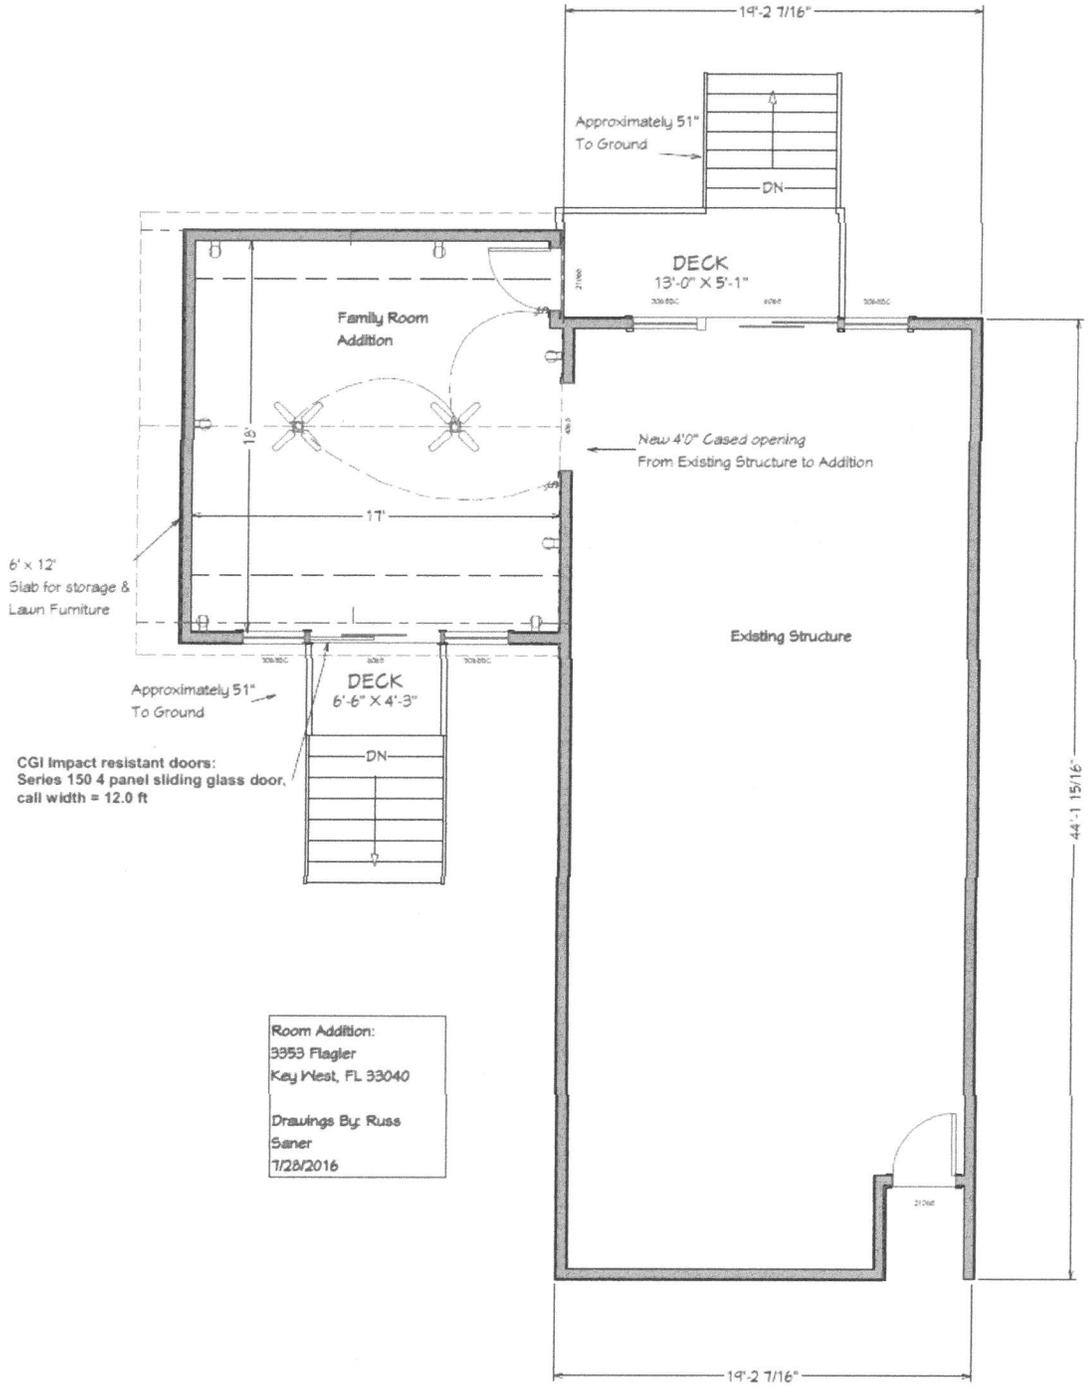 19'-2 7/16"
Approximately 51"
To Ground
DN
DECK
13'-0" X 5'-1"
Family Room
Addition
18'
New 4'0" Cased opening
From Existing Structure to Addition
17'
6' x 12'
Slab for storage &
Lawn Furniture
Existing Structure
Approximately 51"
To Ground
DECK
6'-6" X 4'-3"
DN
CGI Impact resistant doors:
Series 150 4 panel sliding glass door,
call width = 12.0 ft
44'-1 15/16"
Room Addition:
3353 Flagler
Key West, FL 33040
Drawings By: Russ
Saner
7/28/2016
19'-2 7/16"